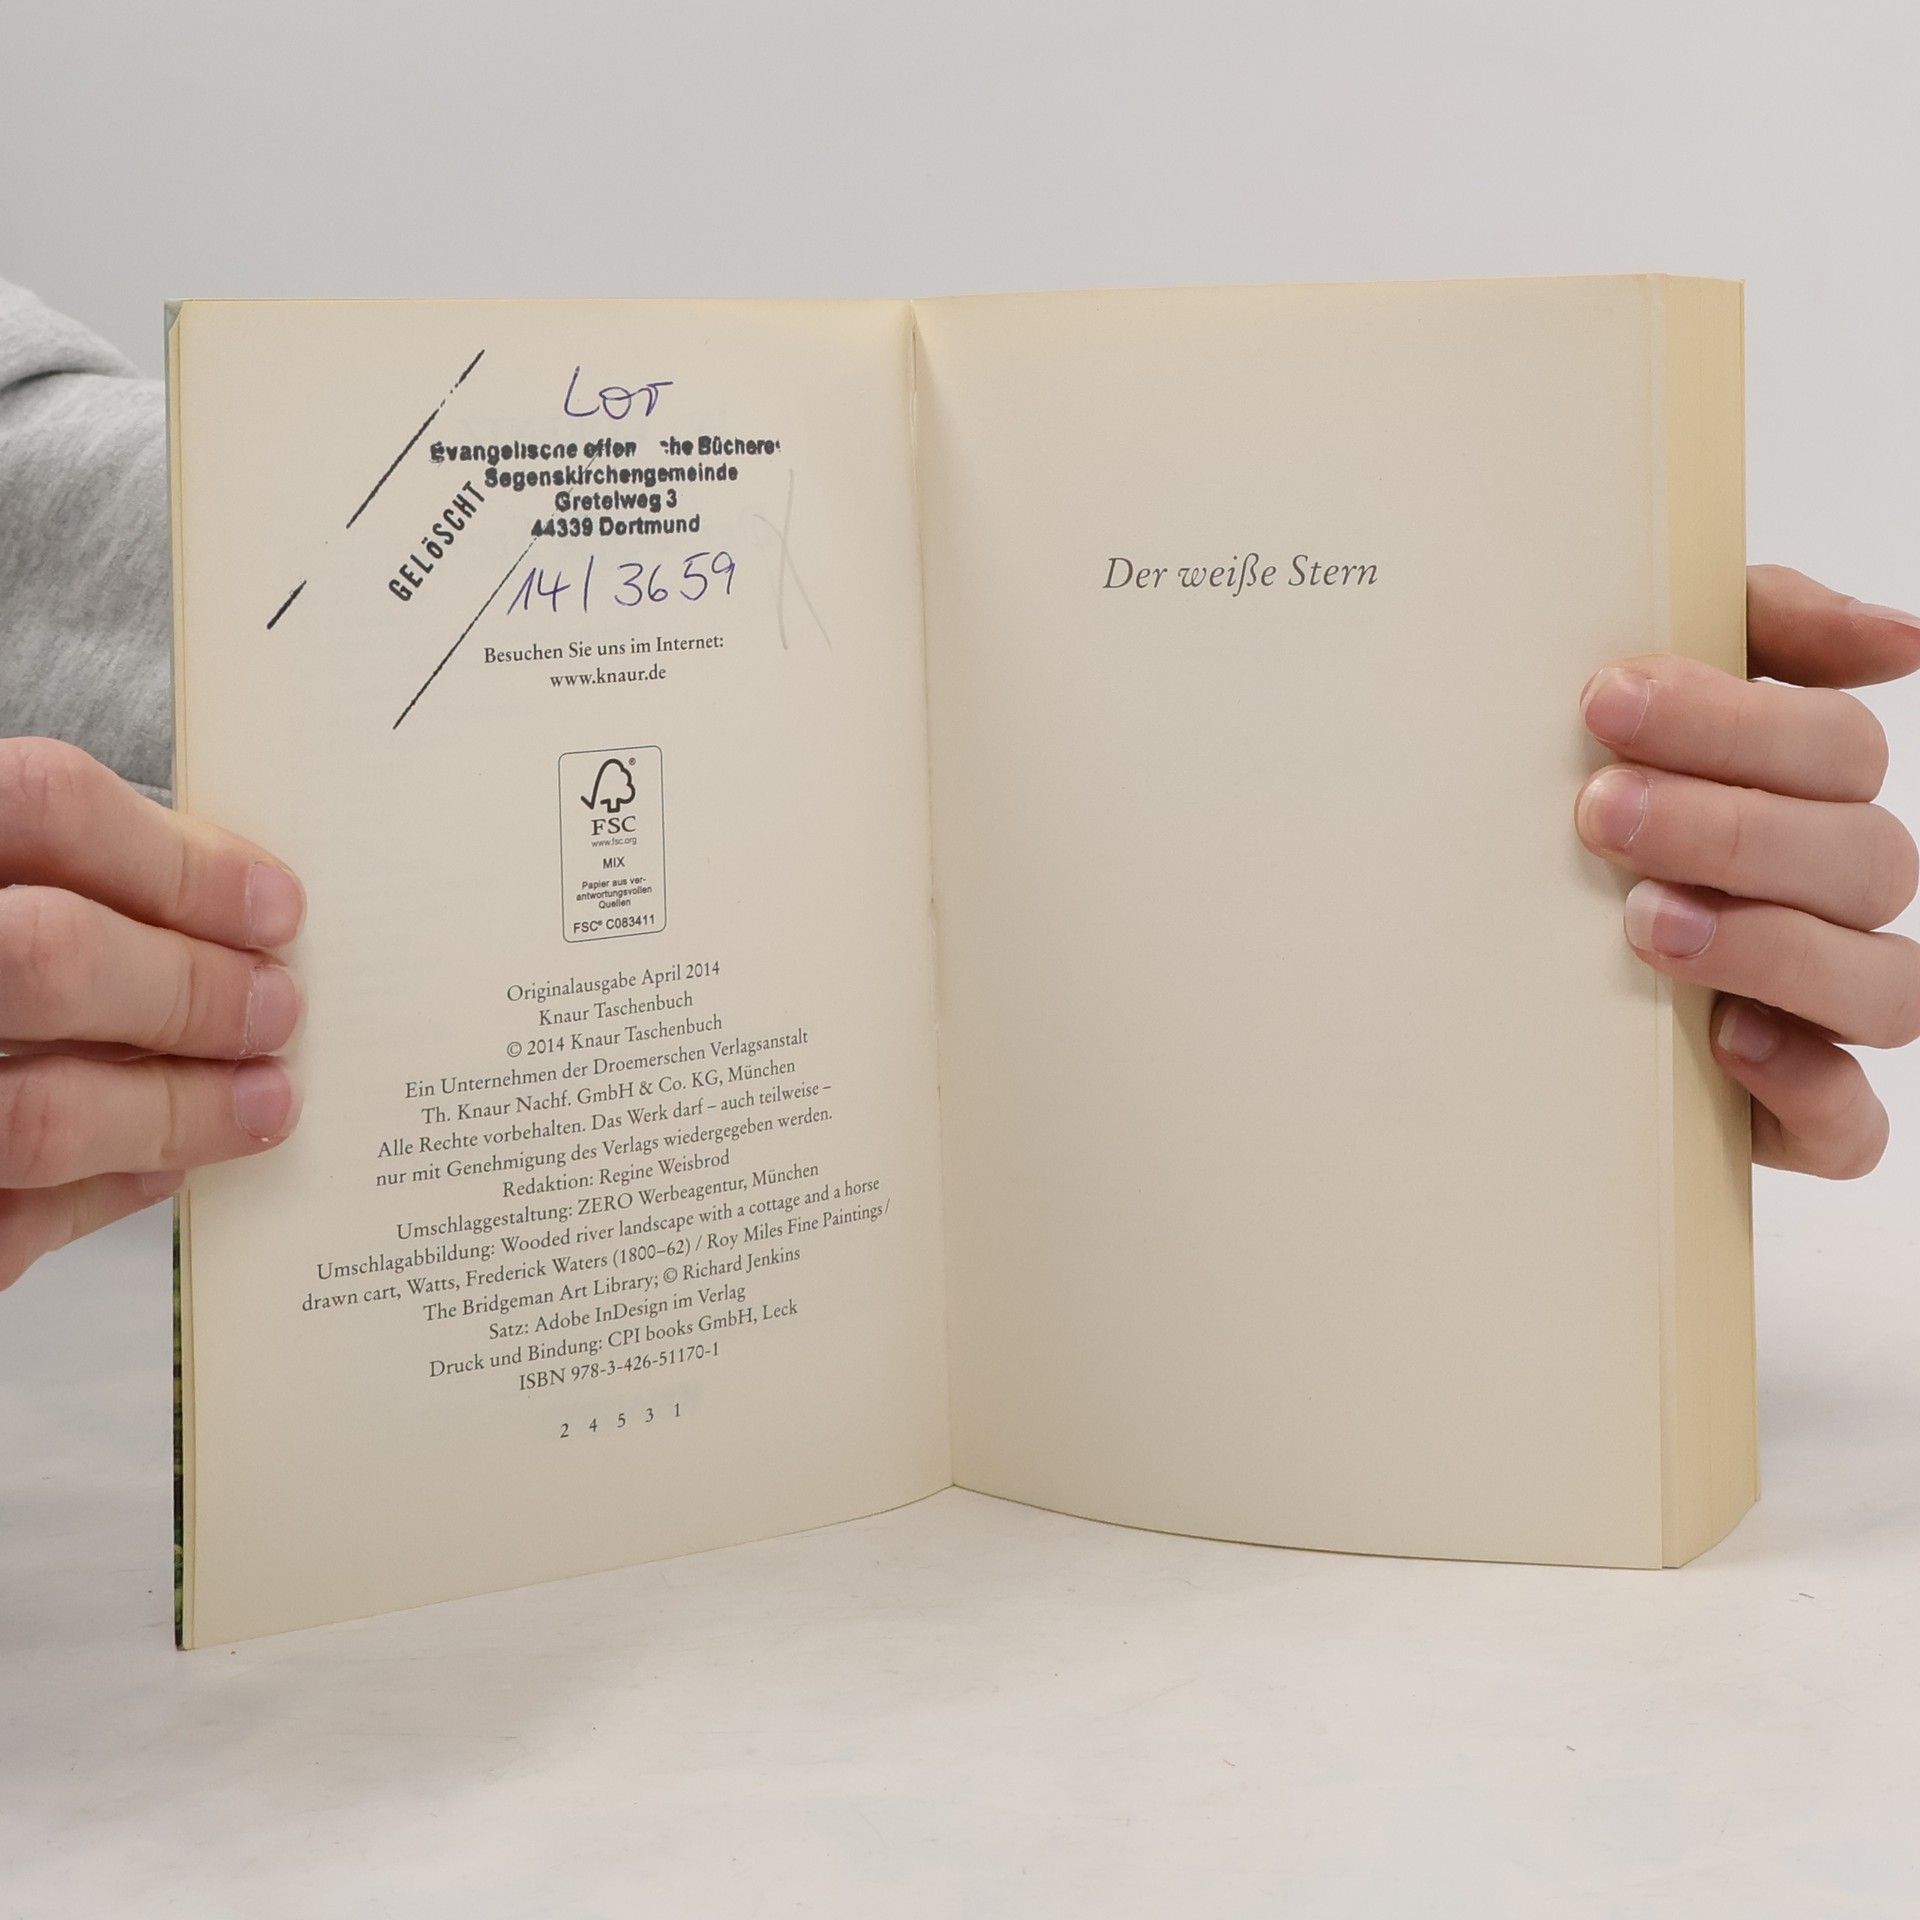 LOT
Evangelische öffen che Bücherei
Segenskirchengemeinde
Gretelweg 3
44339 Dortmund
GELÖSCHT
14/3659
Besuchen Sie uns im Internet:
www.knaur.de
FSC
www.fsc.org
MIX
Papier aus ver-
antwortungsvollen
Quellen
FSC® C083411
Originalausgabe April 2014
Knaur Taschenbuch
© 2014 Knaur Taschenbuch
Ein Unternehmen der Droemerschen Verlagsanstalt
Th. Knaur Nachf. GmbH & Co. KG, München
Alle Rechte vorbehalten. Das Werk darf – auch teilweise –
nur mit Genehmigung des Verlags wiedergegeben werden.
Redaktion: Regine Weisbrod
Umschlaggestaltung: ZERO Werbeagentur, München
Umschlagabbildung: Wooded river landscape with a cottage and a horse
drawn cart, Watts, Frederick Waters (1800–62) / Roy Miles Fine Paintings /
The Bridgeman Art Library; © Richard Jenkins
Satz: Adobe InDesign im Verlag
Druck und Bindung: CPI books GmbH, Leck
ISBN 978-3-426-51170-1
2 4 5 3 1
Der weiße Stern